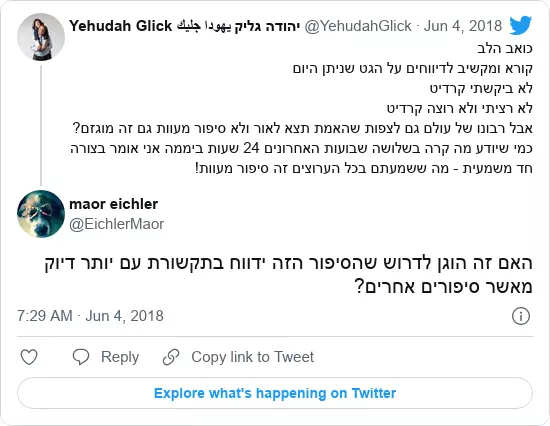 Yehudah Glick يهودا چليك יהודה גליק @YehudahGlick · Jun 4, 2018
כואב הלב
קורא ומקשיב לדיווחים על הגט שניתן היום
לא ביקשתי קרדיט
לא רציתי ולא רוצה קרדיט
אבל רבונו של עולם גם לצפות שהאמת תצא לאור ולא סיפור מעוות גם זה מוגזם?
כמי שיודע מה קרה בשלושה שבועות האחרונים 24 שעות ביממה אני אומר בצורה
חד משמעית - מה ששמעתם בכל הערוצים זה סיפור מעוות!
maor eichler
@EichlerMaor
האם זה הוגן לדרוש שהסיפור הזה ידווח בתקשורת עם יותר דיוק
מאשר סיפורים אחרים?
7:29 AM · Jun 4, 2018
Reply
Copy link to Tweet
Explore what's happening on Twitter